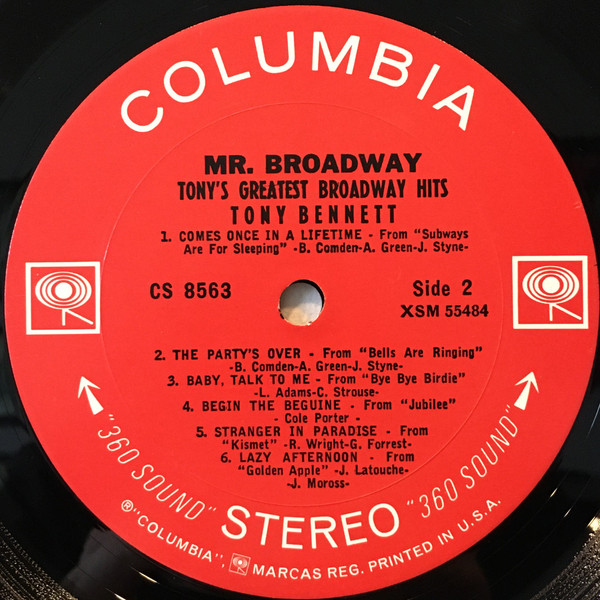 COLUMBIA
MR. BROADWAY
TONY'S GREATEST BROADWAY HITS
TONY BENNETT
1. COMES ONCE IN A LIFETIME - From "Subways
Are For Sleeping" -B. Comden-A. Green-J. Styne-
CS 8563
Side 2
XSM 55484
2. THE PARTY'S OVER - From "Bells Are Ringing"
-B. Comden-A. Green-J. Styne-
3. BABY, TALK TO ME - From "Bye Bye Birdie"
-L. Adams-C. Strouse-
4. BEGIN THE BEGUINE - From "Jubilee"
- Cole Porter -
5. STRANGER IN PARADISE - From
"Kismet" -R. Wright-G. Forrest-
6. LAZY AFTERNOON - From
"Golden Apple" -J. Latouche-
-J. Moross-
"360 SOUND" STEREO "360 SOUND"
®"COLUMBIA", MARCAS REG. PRINTED IN U.S.A.